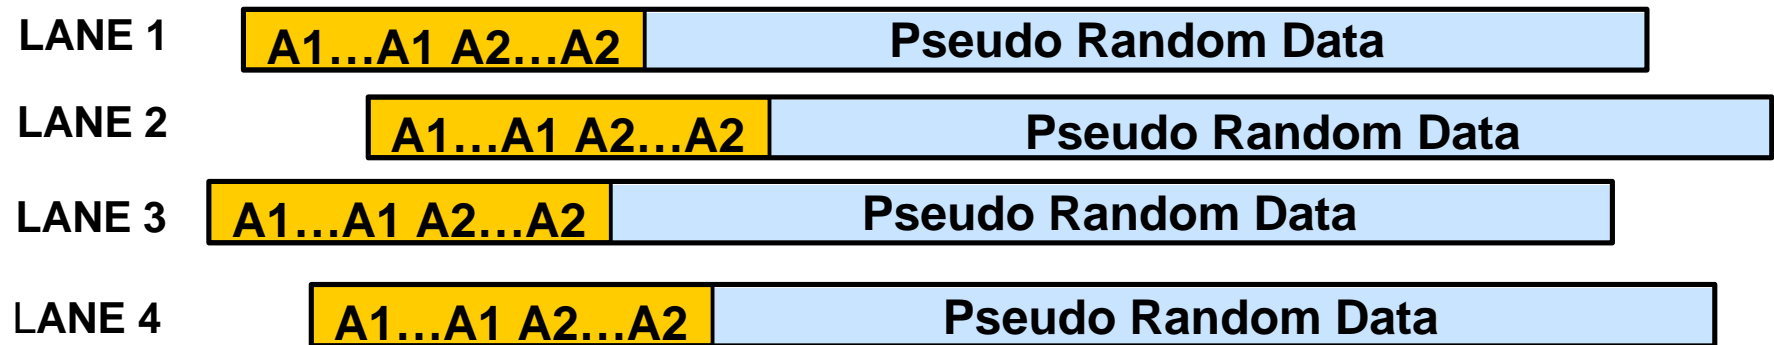 LANE 1 A1…A1 A2…A2 Pseudo Random Data
LANE 2 A1…A1 A2…A2 Pseudo Random Data
LANE 3 A1…A1 A2…A2 Pseudo Random Data
LANE 4 A1…A1 A2…A2 Pseudo Random Data